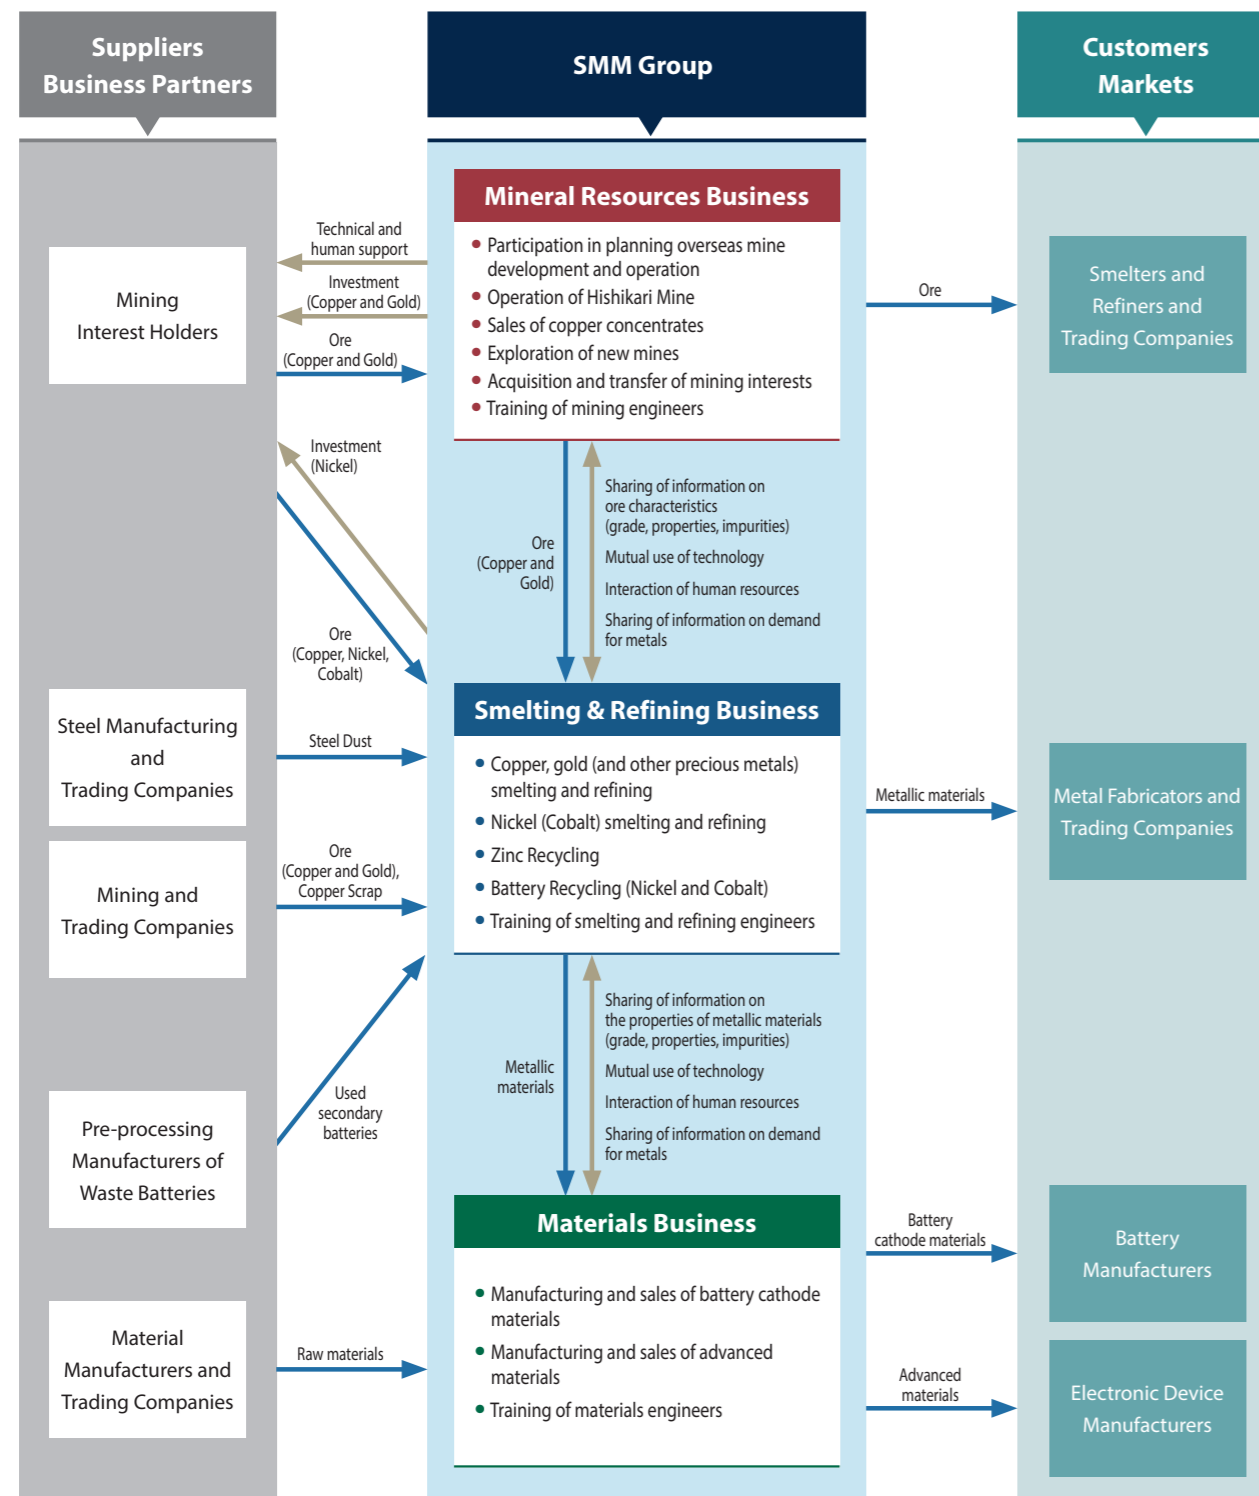 Suppliers
Business Partners
SMM Group
Customers
Markets
Mining
Interest Holders
Technical and
human support
Investment
(Copper and Gold)
Ore
(Copper and Gold)
Mineral Resources Business
• Participation in planning overseas mine
development and operation
• Operation of Hishikari Mine
• Sales of copper concentrates
• Exploration of new mines
• Acquisition and transfer of mining interests
• Training of mining engineers
Ore
Smelters and
Refiners and
Trading Companies
Investment
(Nickel)
Ore
(Copper, Nickel,
Cobalt)
Ore
(Copper and
Gold)
Sharing of information on
ore characteristics
(grade, properties, impurities)
Mutual use of technology
Interaction of human resources
Sharing of information on demand
for metals
Steel Manufacturing
and
Trading Companies
Steel Dust
Mining and
Trading Companies
Ore
(Copper and Gold),
Copper Scrap
Smelting & Refining Business
• Copper, gold (and other precious metals)
smelting and refining
• Nickel (Cobalt) smelting and refining
• Zinc Recycling
• Battery Recycling (Nickel and Cobalt)
• Training of smelting and refining engineers
Metallic materials
Metal Fabricators and
Trading Companies
Pre-processing
Manufacturers of
Waste Batteries
Used
secondary
batteries
Metallic
materials
Sharing of information on
the properties of metallic materials
(grade, properties, impurities)
Mutual use of technology
Interaction of human resources
Sharing of information on demand
for metals
Material
Manufacturers and
Trading Companies
Raw materials
Materials Business
• Manufacturing and sales of battery cathode
materials
• Manufacturing and sales of advanced
materials
• Training of materials engineers
Battery
cathode materials
Battery
Manufacturers
Advanced
materials
Electronic Device
Manufacturers